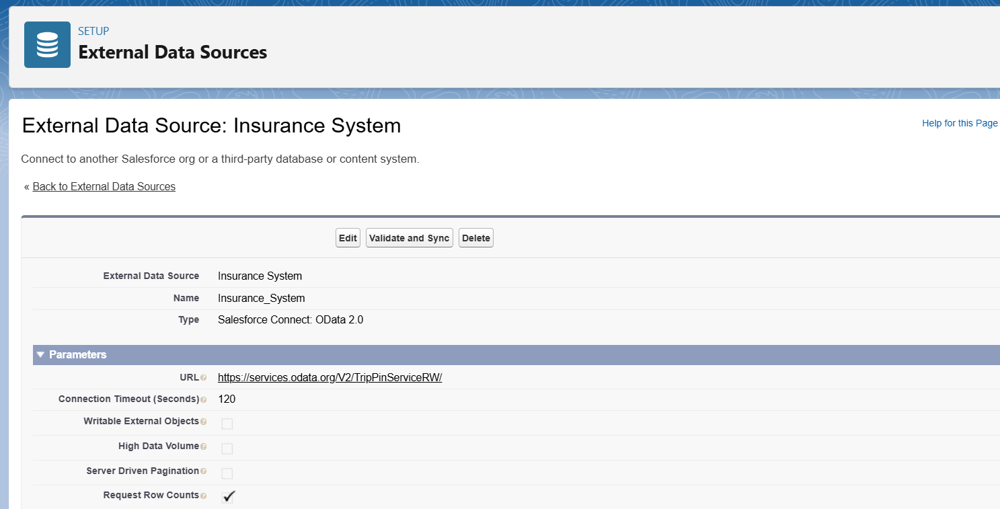 SETUP
External Data Sources
External Data Source: Insurance System
Help for this Page
Connect to another Salesforce org or a third-party database or content system.
« Back to External Data Sources
Edit Validate and Sync Delete
External Data Source Insurance System
Name Insurance_System
Type Salesforce Connect: OData 2.0
Parameters
URL https://services.odata.org/V2/TripPinServiceRW/
Connection Timeout (Seconds) 120
Writable External Objects
High Data Volume
Server Driven Pagination
Request Row Counts